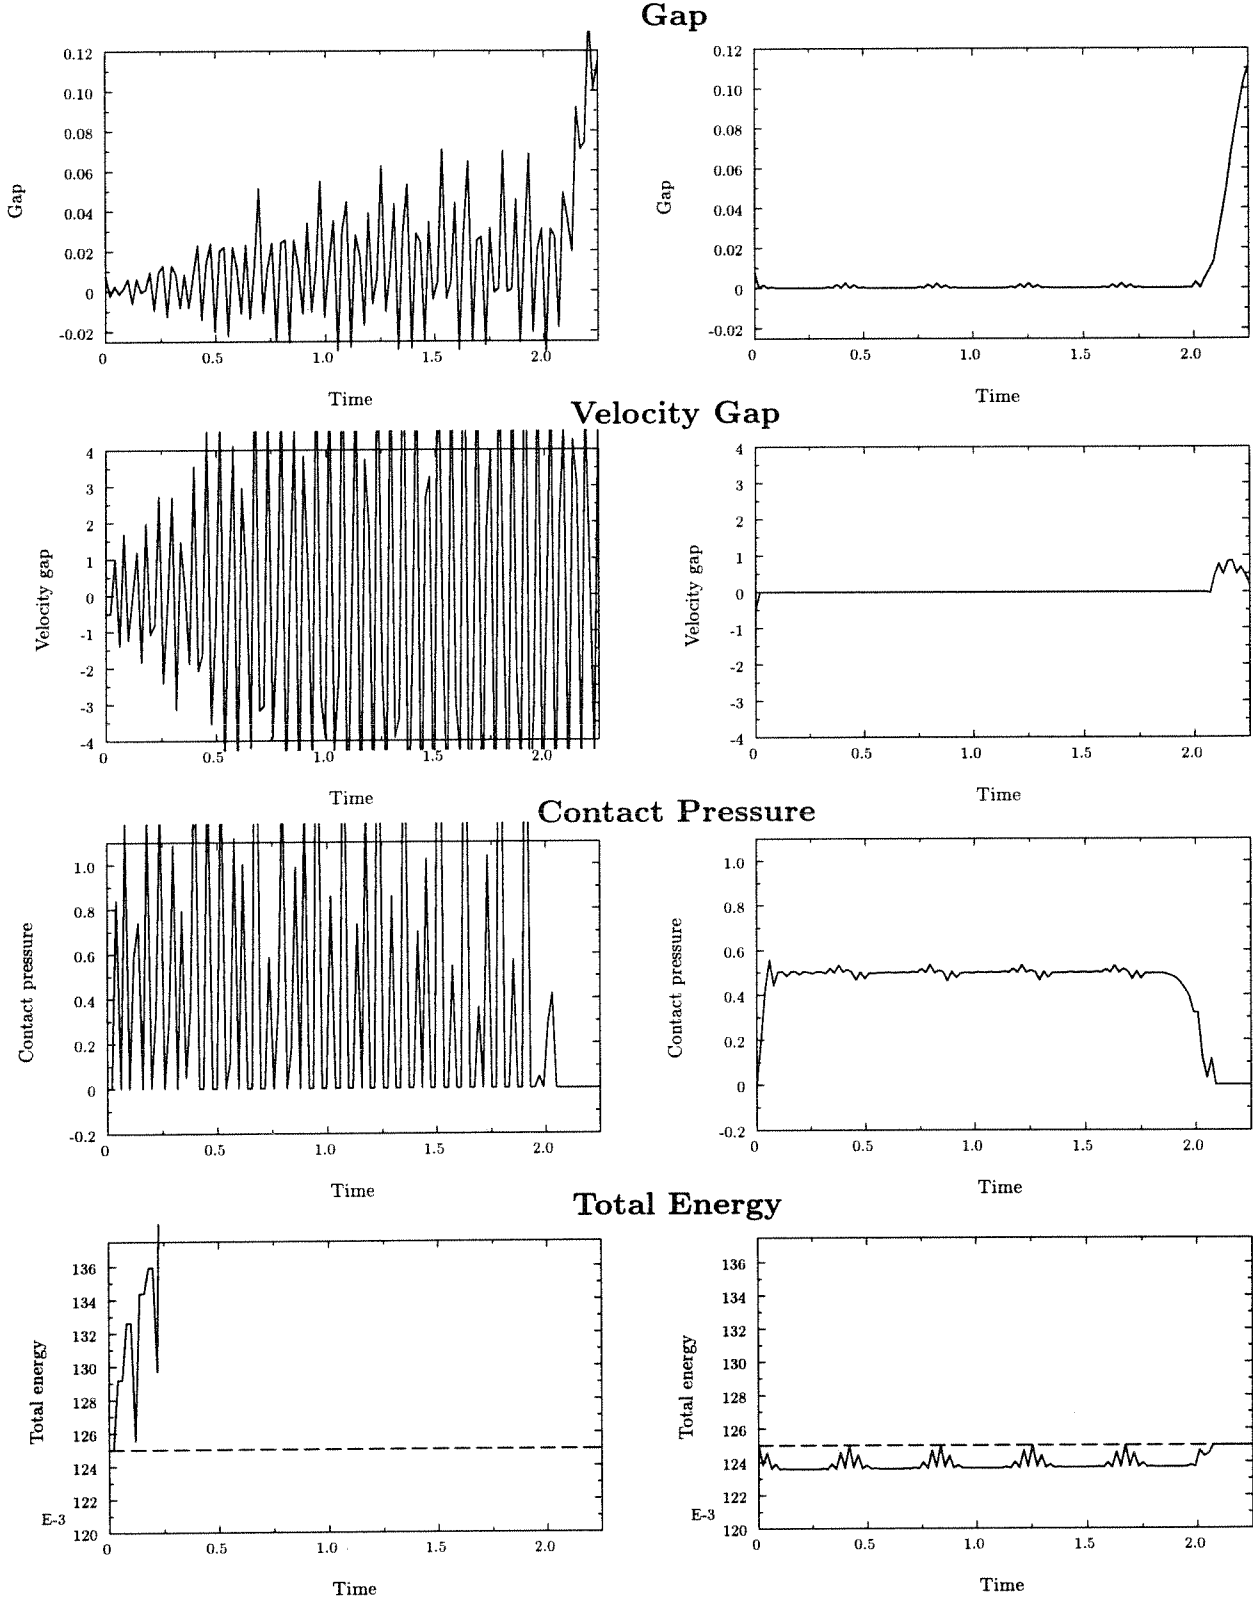 Gap
0.12
0.10
0.08
0.06
0.04
0.02
0
-0.02
Gap
0 0.5 1.0 1.5 2.0
Time
0.12
0.10
0.08
0.06
0.04
0.02
0
-0.02
Gap
0 0.5 1.0 1.5 2.0
Time
Velocity Gap
4
3
2
1
0
-1
-2
-3
-4
Velocity gap
0 0.5 1.0 1.5 2.0
Time
4
3
2
1
0
-1
-2
-3
-4
Velocity gap
0 0.5 1.0 1.5 2.0
Time
Contact Pressure
1.0
0.8
0.6
0.4
0.2
0
-0.2
Contact pressure
0 0.5 1.0 1.5 2.0
Time
1.0
0.8
0.6
0.4
0.2
0
-0.2
Contact pressure
0 0.5 1.0 1.5 2.0
Time
Total Energy
136
134
132
130
128
126
124
122
120
E-3
Total energy
0 0.5 1.0 1.5 2.0
Time
136
134
132
130
128
126
124
122
120
E-3
Total energy
0 0.5 1.0 1.5 2.0
Time